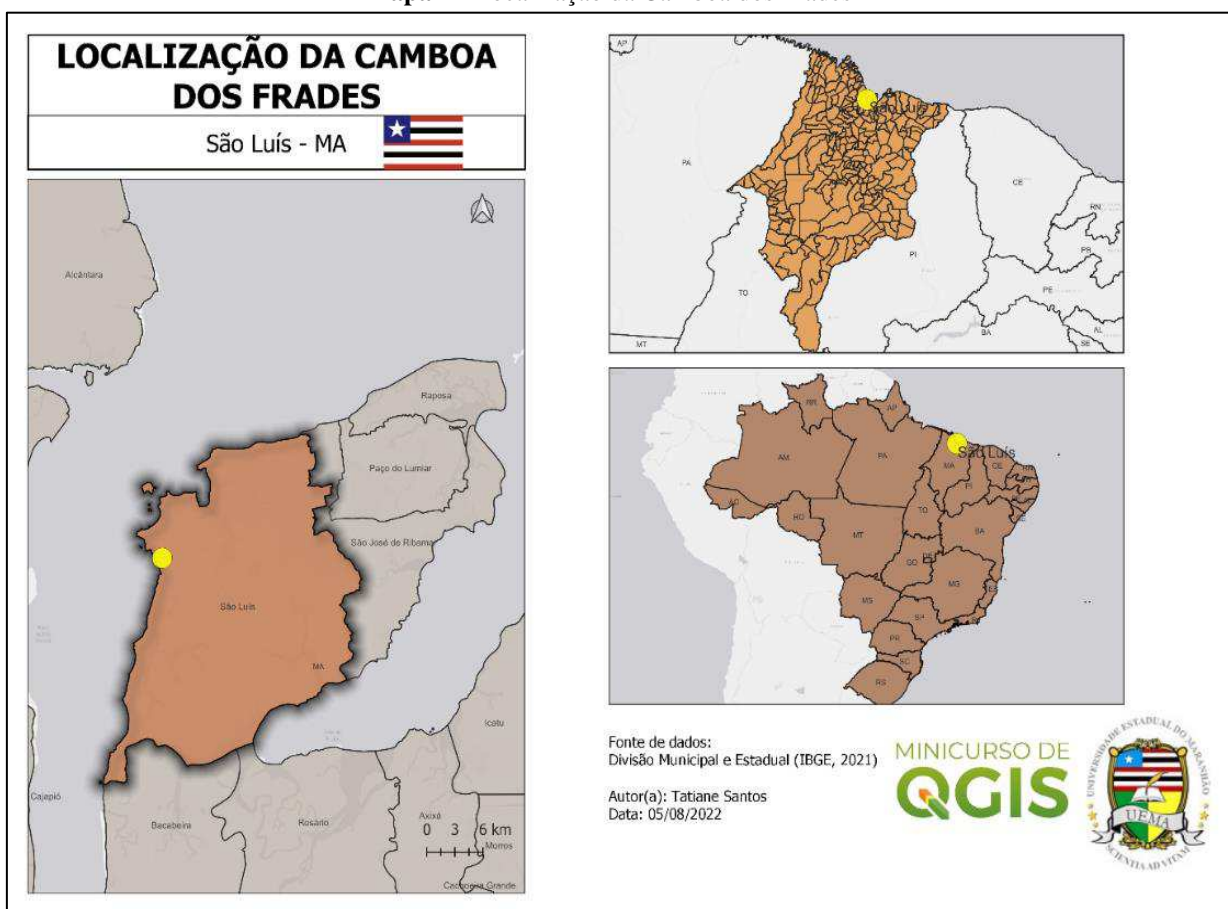 LOCALIZAÇÃO DA CAMBOA
DOS FRADES
São Luís - MA
Alcântara
Raposa
Paço do Lumiar
São José de Ribamar
São Luís
MA
Icatu
Cajapió
Bacabeira
Rosário
Axixá
0 3 6 km
Morros
Cachoeira Grande
AP
São Luís
PA
CE
RN
PB
PI
TO
PE
BA
AL
SE
MT
RR
AP
São Luís
AM
PA
MA
CE
RN
PI
AC
RO
TO
BA
MT
GO
DF
MG
ES
MS
SP
PR
SC
RS
Fonte de dados:
Divisão Municipal e Estadual (IBGE, 2021)
Autor(a): Tatiane Santos
Data: 05/08/2022
MINICURSO DE
QGIS
UNIVERSIDADE ESTADUAL DO MARANHÃO
UEMA
SCIENTIA AD VITAM